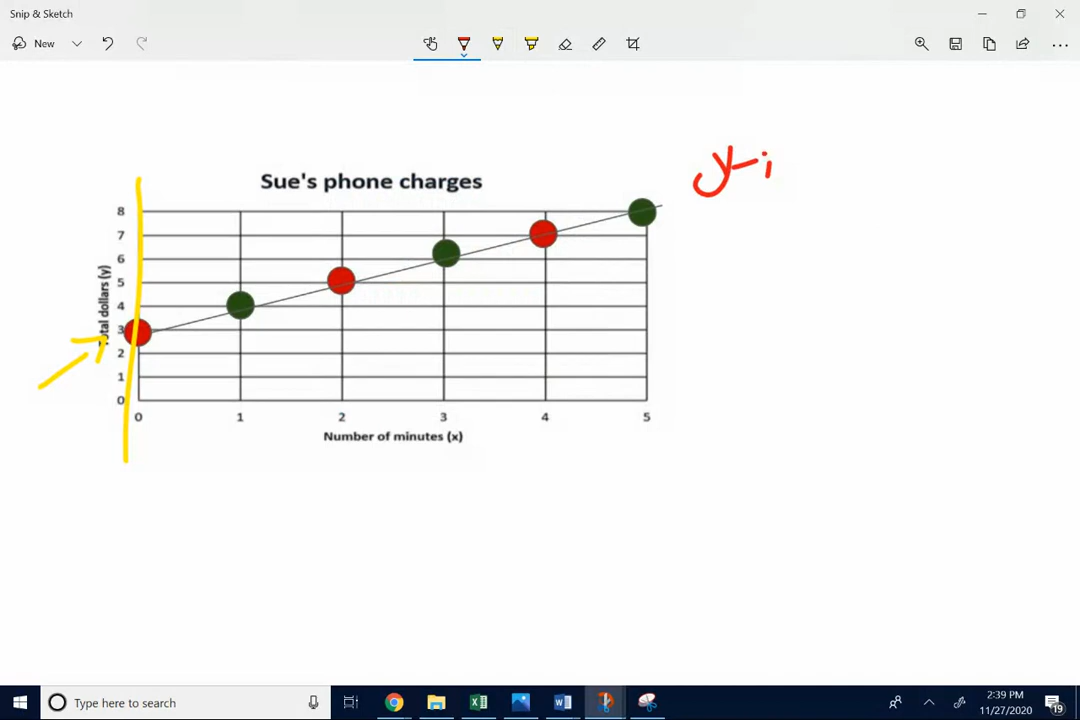 Snip & Sketch
New
y-i
Sue's phone charges
8
7
6
5
4
3
2
1
0
total dollars (y)
0 1 2 3 4 5
Number of minutes (x)
Type here to search
2:39 PM
11/27/2020
19